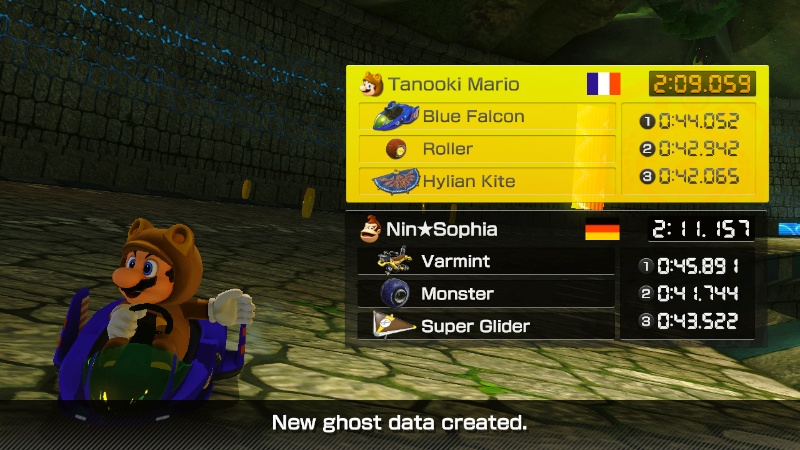 Tanooki Mario 2:09.059
Blue Falcon 1 0:44.052
Roller 2 0:42.942
Hylian Kite 3 0:42.065
Nin★Sophia 2:11.157
Varmint 1 0:45.891
Monster 2 0:41.744
Super Glider 3 0:43.522
New ghost data created.